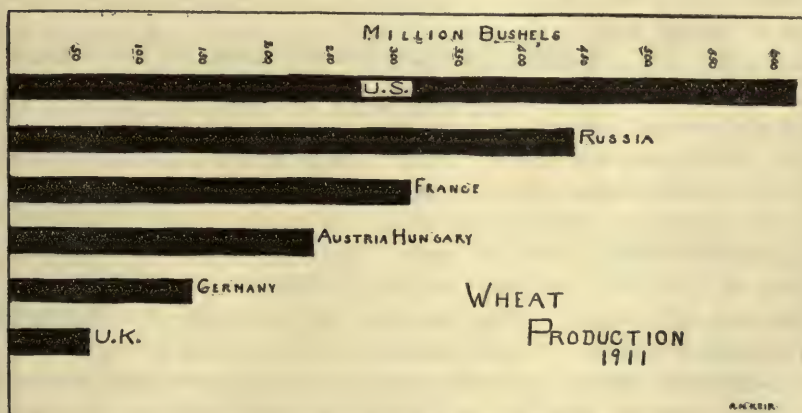 MILLION BUSHELS
50 100 150 200 250 300 350 400 450 500 550 600
U.S.
RUSSIA
FRANCE
AUSTRIA HUNGARY
GERMANY
U.K.
WHEAT
PRODUCTION
1911
R.M.KEIR